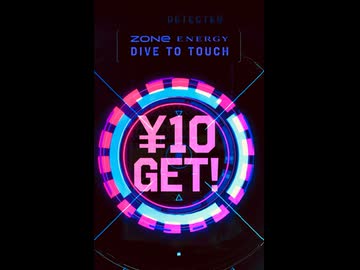 DETECTED
ZONE ENERGY
DIVE TO TOUCH
¥10
GET!